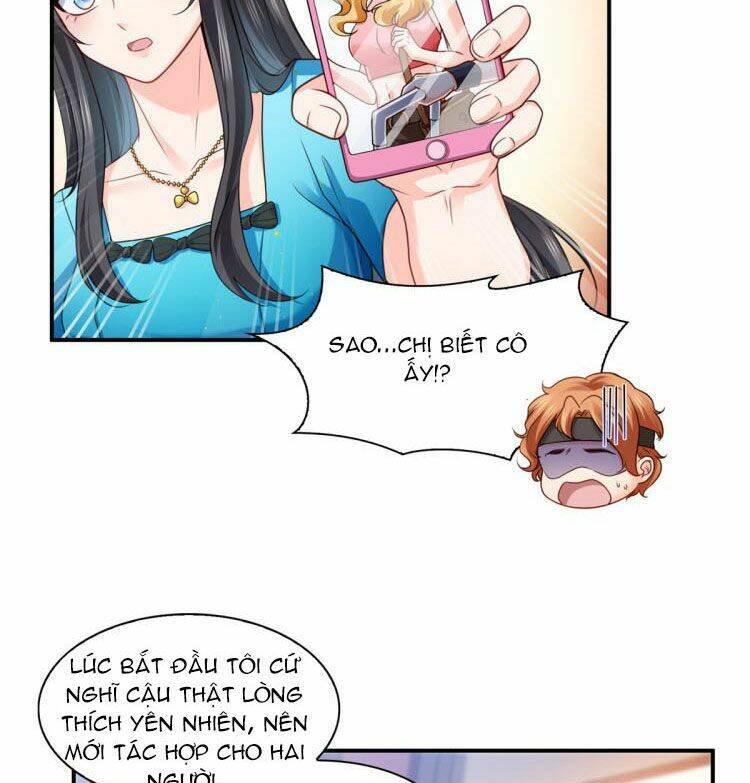 SAO...CHỊ BIẾT CÔ
ẤY!?
LÚC BẮT ĐẦU TÔI CỨ
NGHĨ CẬU THẬT LÒNG
THÍCH YÊN NHIÊN, NÊN
MỚI TÁC HỢP CHO HAI
NGƯỜI